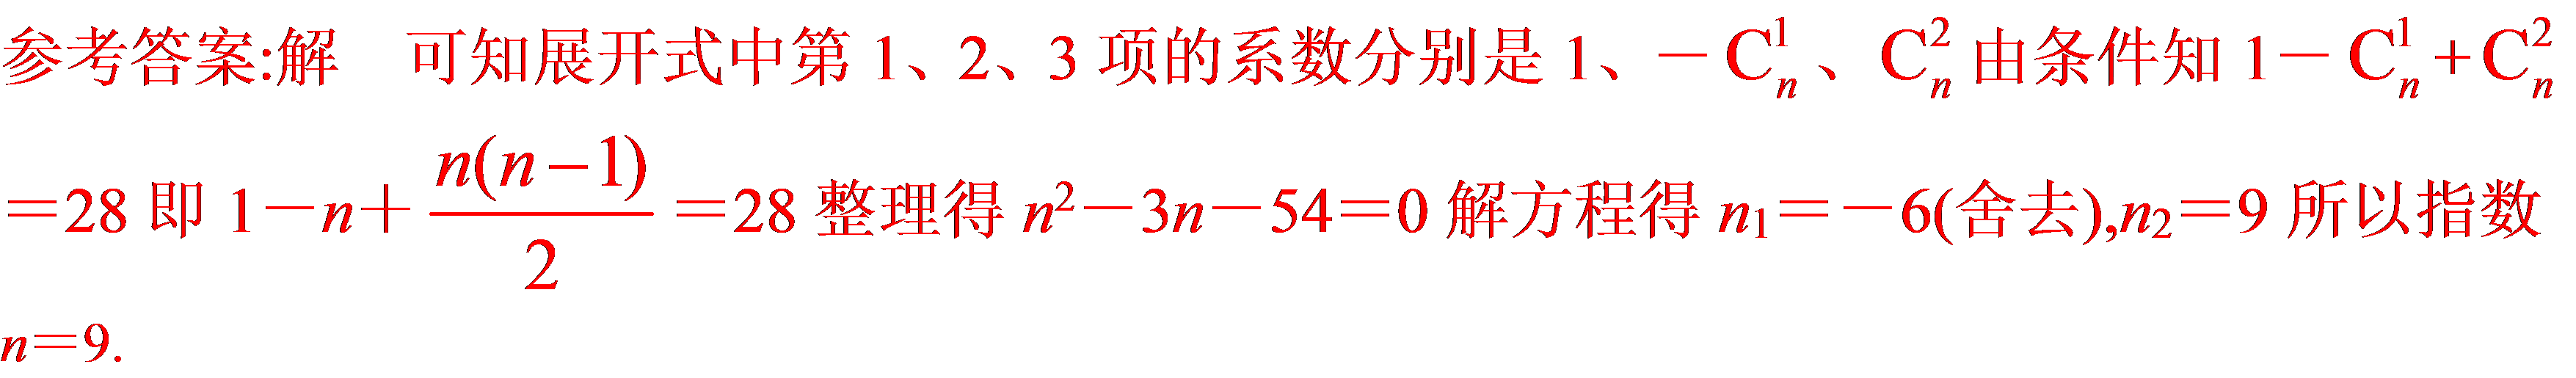 参考答案:解 可知展开式中第 1、2、3 项的系数分别是 1、－$C_n^1$、$C_n^2$由条件知 1－$C_n^1$+$C_n^2$
＝28 即 1－n＋$\frac{n(n-1)}{2}$＝28 整理得 n²－3n－54＝0 解方程得 n₁＝－6(舍去),n₂＝9 所以指数
n＝9.